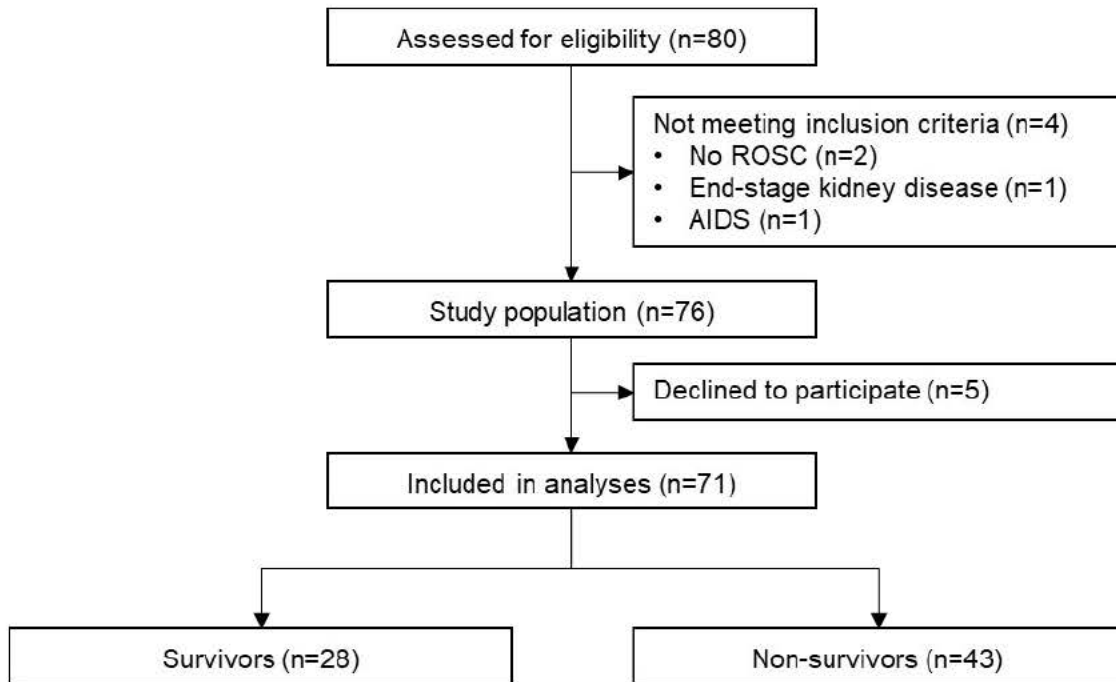 Assessed for eligibility (n=80)
Not meeting inclusion criteria (n=4)
• No ROSC (n=2)
• End-stage kidney disease (n=1)
• AIDS (n=1)
Study population (n=76)
Declined to participate (n=5)
Included in analyses (n=71)
Survivors (n=28)
Non-survivors (n=43)